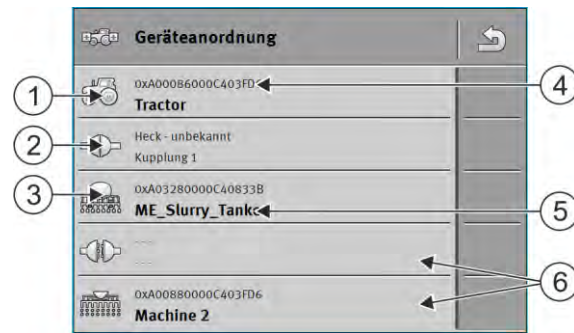 Geräteanordnung
0xA00086000C403FD
Tractor
Heck - unbekannt
Kupplung 1
0xA03280000C40833B
ME_Slurry_Tank
---
---
0xA00880000C403FD6
Machine 2
1
2
3
4
5
6